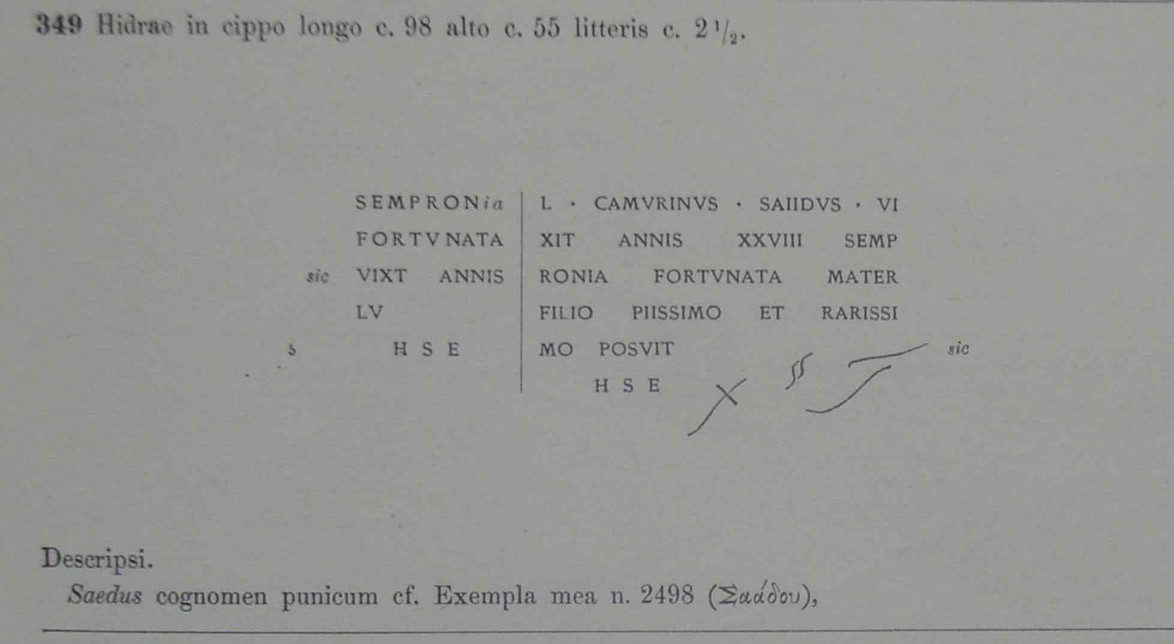 349 Hidrae in cippo longo c. 98 alto c. 55 litteris c. 2 1/2.
SEMPRONia
FORTVNATA
sic VIXT ANNIS
LV
5 H S E
L · CAMVRINVS · SAIIDVS · VI
XIT ANNIS XXVIII SEMP
RONIA FORTVNATA MATER
FILIO PIISSIMO ET RARISSI
MO POSVIT sic
H S E
Descripsi.
Saedus cognomen punicum cf. Exempla mea n. 2498 (Σαάδου),